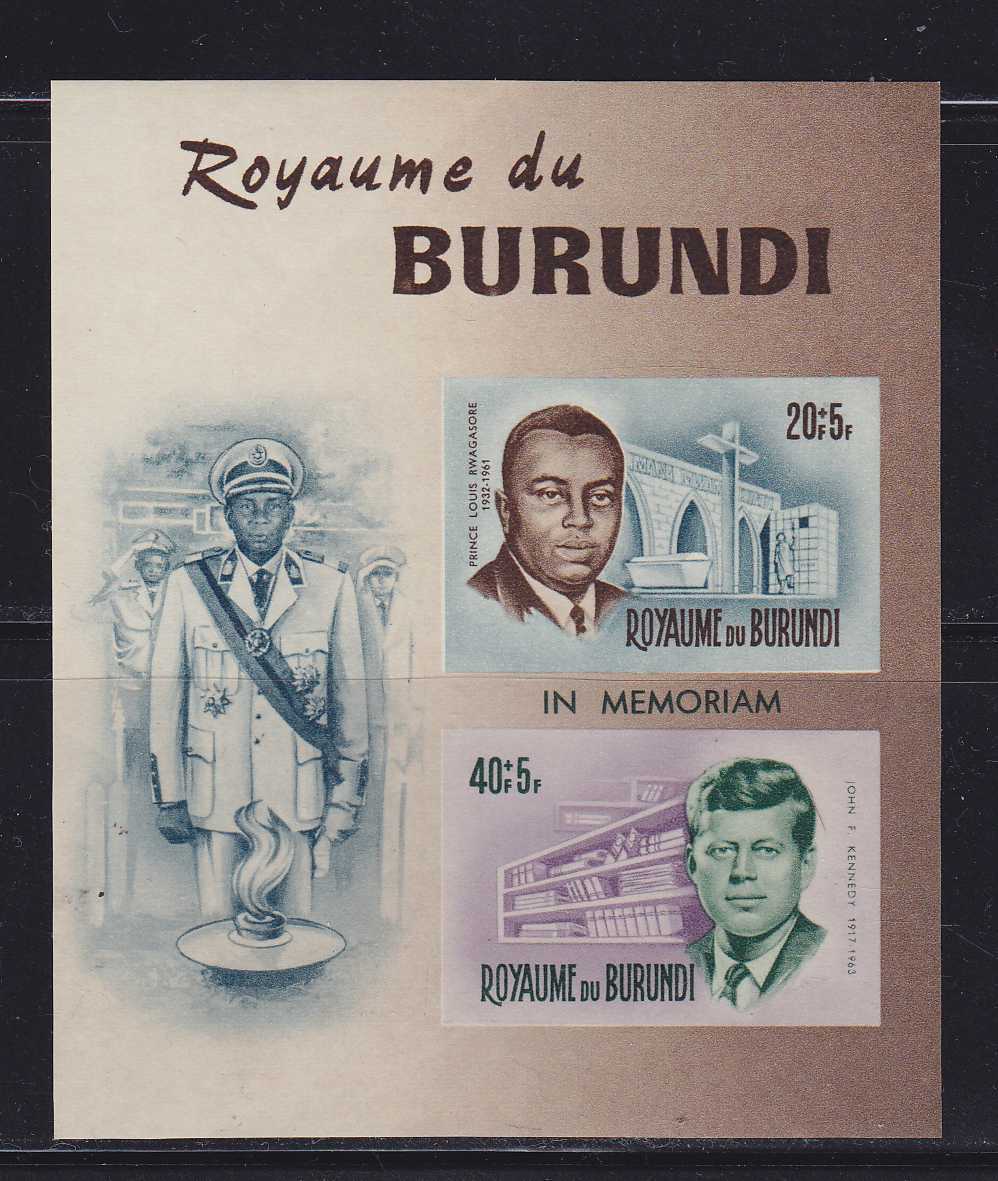 Royaume du
BURUNDI
PRINCE LOUIS RWAGASORE
1932-1961
20F+5F
ROYAUME DU BURUNDI
IN MEMORIAM
40F+5F
JOHN F. KENNEDY 1917-1963
ROYAUME DU BURUNDI